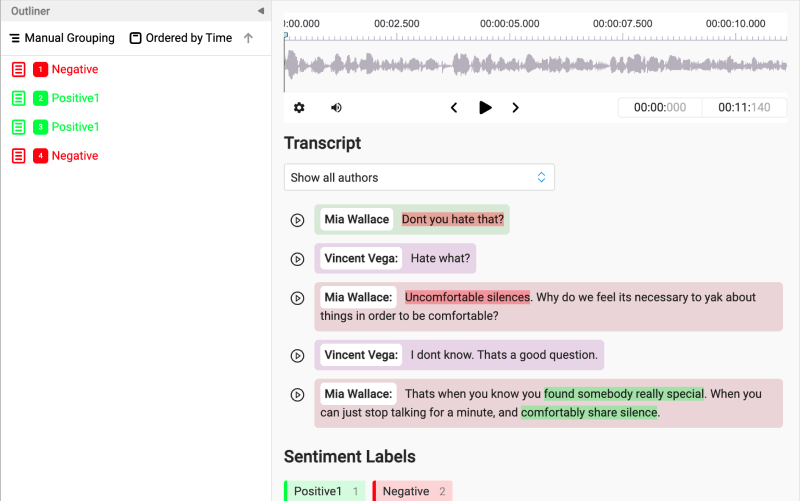 Outliner
Manual Grouping Ordered by Time
1 Negative
2 Positive1
3 Positive1
4 Negative
:00.000 00:02.500 00:05.000 00:07.500 00:10.000
00:00:000 00:11:140
Transcript
Show all authors
Mia Wallace Dont you hate that?
Vincent Vega: Hate what?
Mia Wallace: Uncomfortable silences. Why do we feel its necessary to yak about
things in order to be comfortable?
Vincent Vega: I dont know. Thats a good question.
Mia Wallace: Thats when you know you found somebody really special. When you
can just stop talking for a minute, and comfortably share silence.
Sentiment Labels
Positive1 1 Negative 2